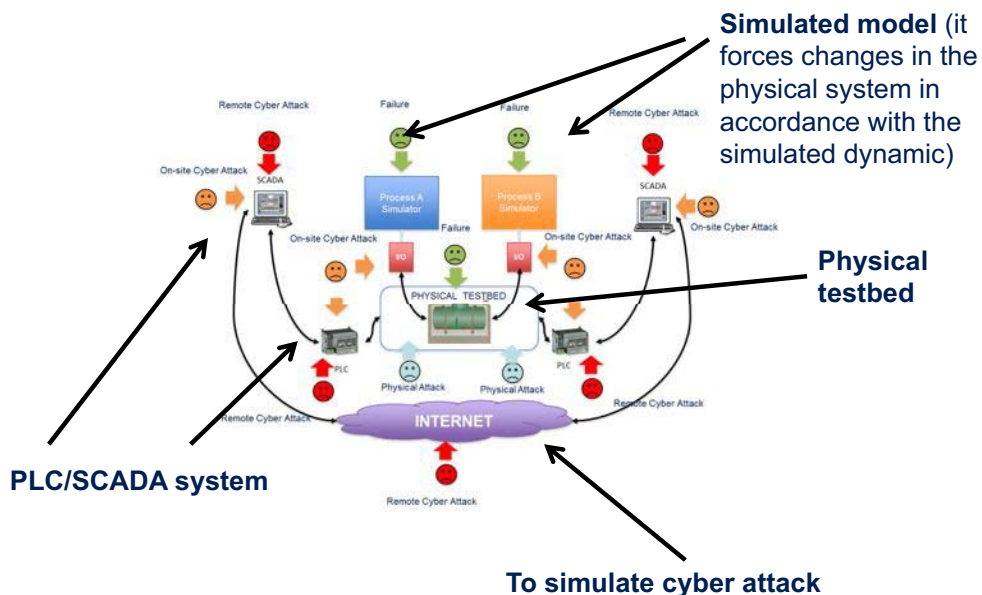 Simulated model (it
forces changes in the
physical system in
accordance with the
simulated dynamic)
Remote Cyber Attack
Failure
Failure
Remote Cyber Attack
On-site Cyber Attack
SCADA
SCADA
Process A
Simulator
Process B
Simulator
On-site Cyber Attack
Failure
On-site Cyber Attack
On-site Cyber Attack
I/O
I/O
Physical
testbed
PHYSICAL TESTBED
PLC
PLC
Physical Attack
Physical Attack
Remote Cyber Attack
Remote Cyber Attack
INTERNET
PLC/SCADA system
Remote Cyber Attack
To simulate cyber attack